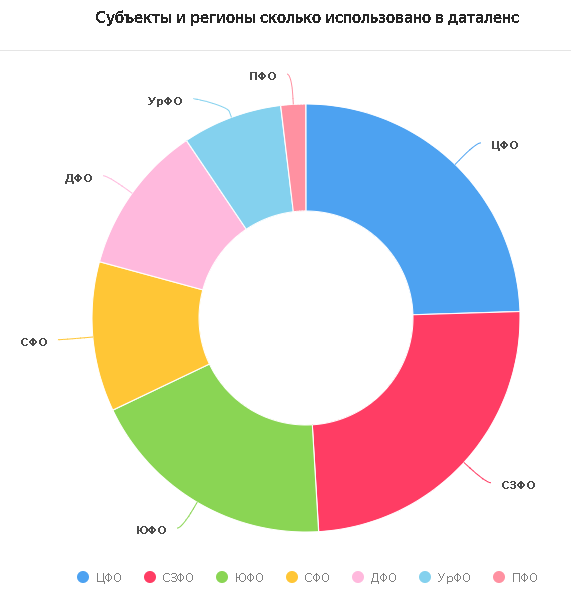 Субъекты и регионы сколько использовано в даталенс
ПФО
УрФО
ЦФО
ДФО
СФО
СЗФО
ЮФО
ЦФО СЗФО ЮФО СФО ДФО УрФО ПФО